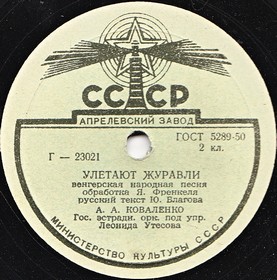 СССР
АПРЕЛЕВСКИЙ ЗАВОД
ГОСТ 5289-50
2 кл.
Г — 23021
УЛЕТАЮТ ЖУРАВЛИ
венгерская народная песня
обработка Я. Френкеля
русский текст Ю. Благова
А. А. КОВАЛЕНКО
Гос. эстрадн. орк. под упр.
Леонида Утесова
МИНИСТЕРСТВО КУЛЬТУРЫ СССР